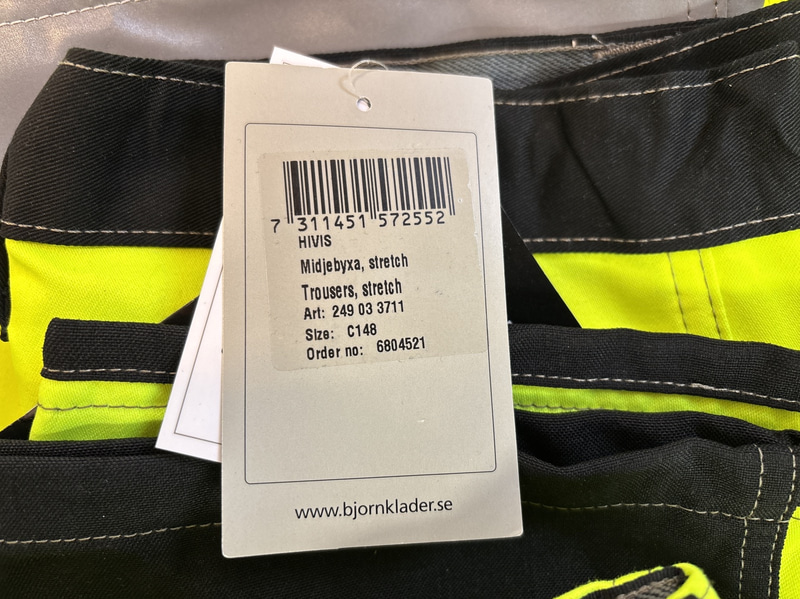 7 311451 572552
HIVIS
Midjebyxa, stretch
Trousers, stretch
Art: 249 03 3711
Size: C148
Order no: 6804521
www.bjornklader.se